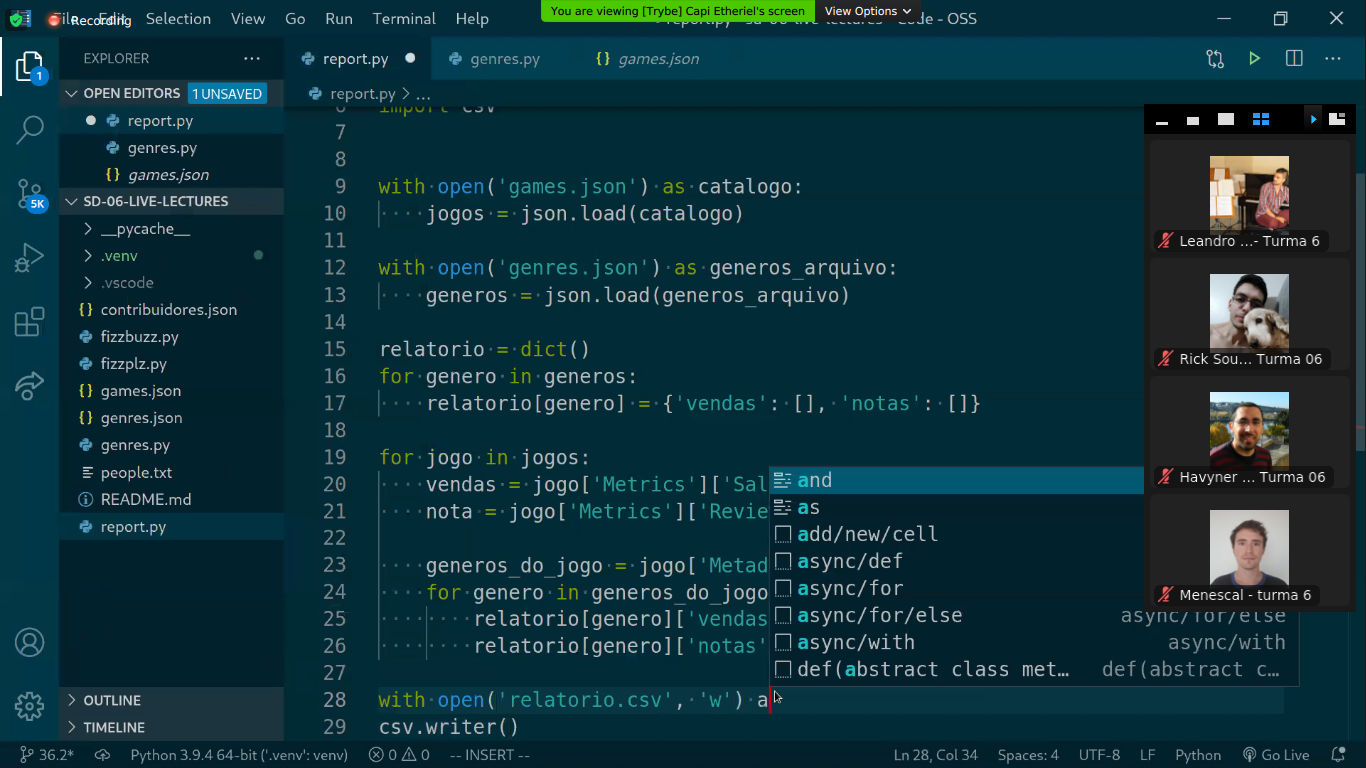 File Edit Selection View Go Run Terminal Help
Recording
You are viewing [Trybe] Capi Etheriel's screen
View Options
report.py - sd-06-live-lectures - Code - OSS
EXPLORER
OPEN EDITORS 1 UNSAVED
report.py
genres.py
games.json
SD-06-LIVE-LECTURES
__pycache__
.venv
.vscode
contribuidores.json
fizzbuzz.py
fizzplz.py
games.json
genres.json
genres.py
people.txt
README.md
report.py
OUTLINE
TIMELINE
1
5K
report.py
genres.py
games.json
report.py > ...
6 import csv
7
8
9 with open('games.json') as catalogo:
10 jogos = json.load(catalogo)
11
12 with open('genres.json') as generos_arquivo:
13 generos = json.load(generos_arquivo)
14
15 relatorio = dict()
16 for genero in generos:
17 relatorio[genero] = {'vendas': [], 'notas': []}
18
19 for jogo in jogos:
20 vendas = jogo['Metrics']['Sal
21 nota = jogo['Metrics']['Revie
22
23 generos_do_jogo = jogo['Metad
24 for genero in generos_do_jogo
25 relatorio[genero]['vendas
26 relatorio[genero]['notas'
27
28 with open('relatorio.csv', 'w') a
29 csv.writer()
and
as
add/new/cell
async/def
async/for
async/for/else async/for/else
async/with async/with
def(abstract class met… def(abstract c…
Leandro ...- Turma 6
Rick Sou... Turma 06
Havyner ... Turma 06
Menescal - turma 6
36.2* Python 3.9.4 64-bit ('.venv': venv) 0 0 -- INSERT -- Ln 28, Col 34 Spaces: 4 UTF-8 LF Python Go Live